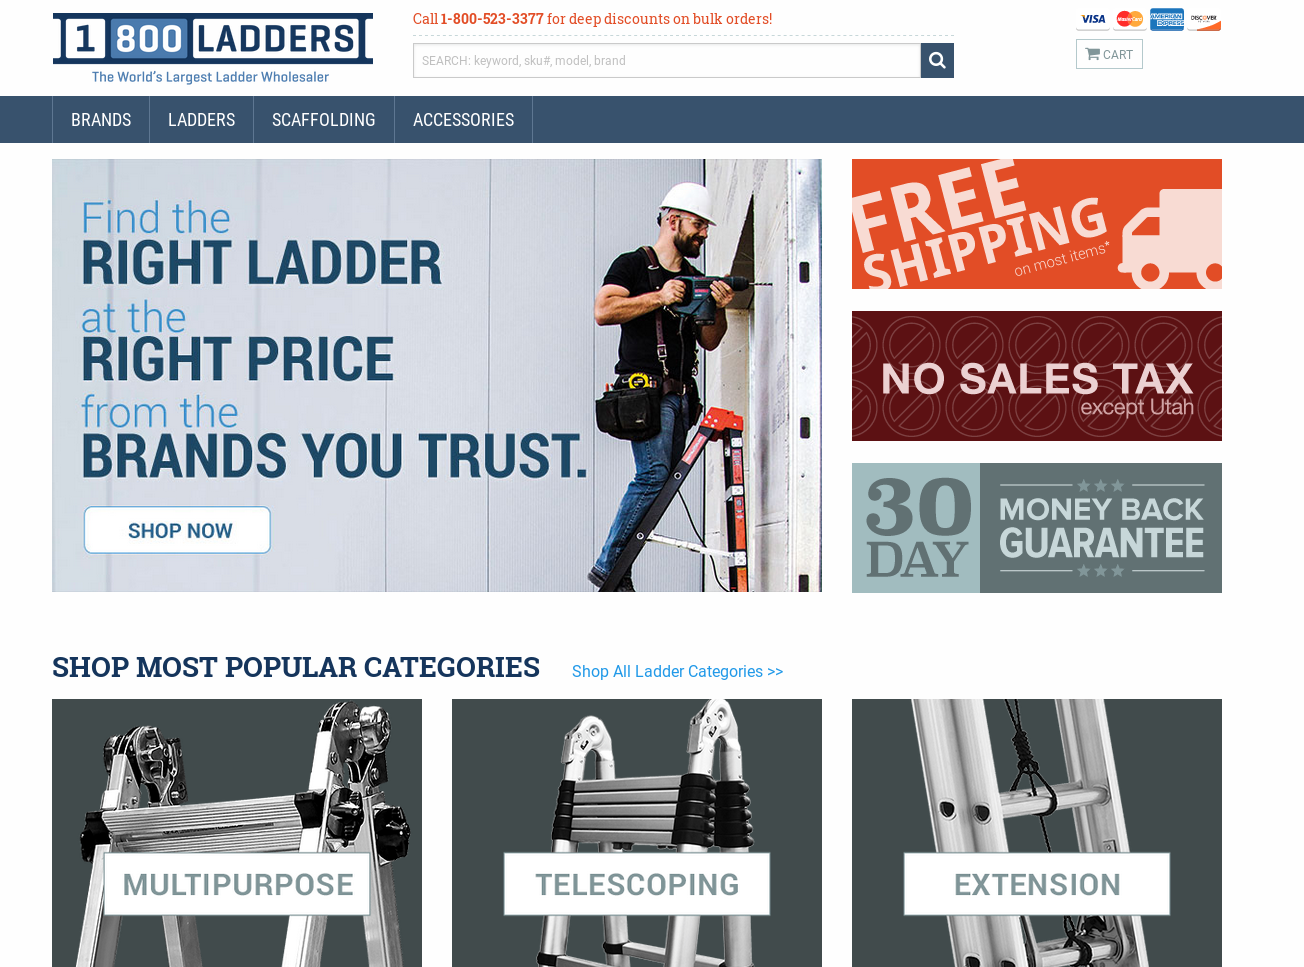 1 800 LADDERS
The World's Largest Ladder Wholesaler
Call 1-800-523-3377 for deep discounts on bulk orders!
SEARCH: keyword, sku#, model, brand
VISA MasterCard AMERICAN EXPRESS DISCOVER
CART
BRANDS LADDERS SCAFFOLDING ACCESSORIES
Find the
RIGHT LADDER
at the
RIGHT PRICE
from the
BRANDS YOU TRUST.
SHOP NOW
FREE
SHIPPING
on most items*
NO SALES TAX
except Utah
30
DAY
MONEY BACK
GUARANTEE
SHOP MOST POPULAR CATEGORIES Shop All Ladder Categories >>
MULTIPURPOSE
TELESCOPING
EXTENSION